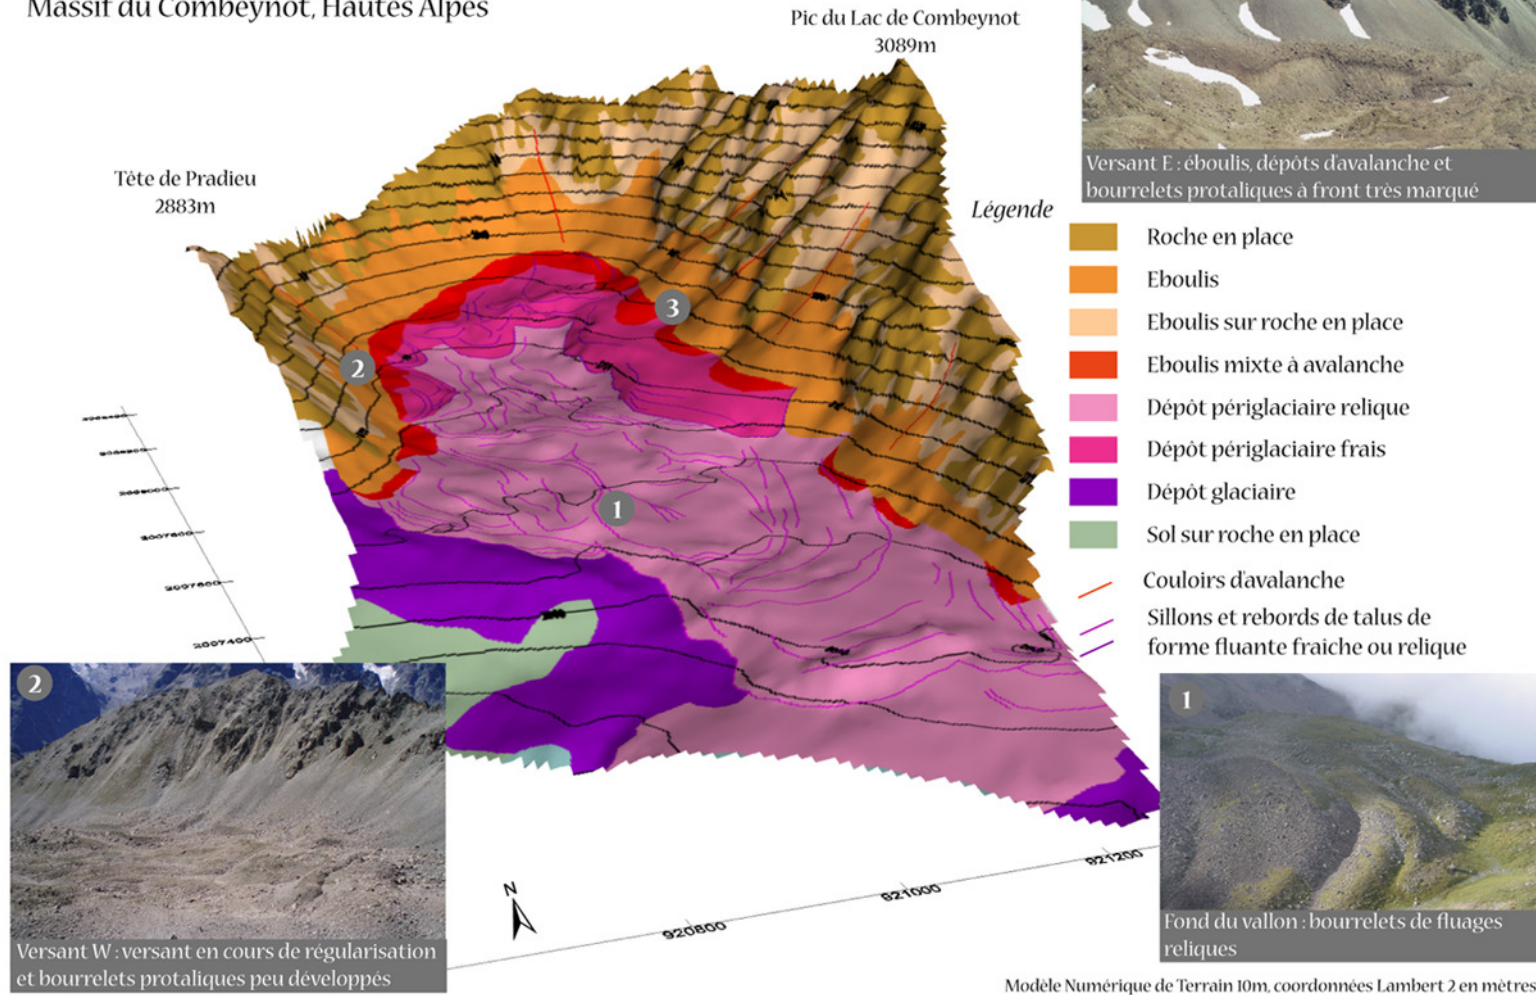 Massif du Combeynot, Hautes Alpes
Pic du Lac de Combeynot
3089m
Tête de Pradieu
2883m
Versant E : éboulis, dépôts d'avalanche et
bourrelets protaliques à front très marqué
Légende
Roche en place
Eboulis
Eboulis sur roche en place
Eboulis mixte à avalanche
Dépôt périglaciaire relique
Dépôt périglaciaire frais
Dépôt glaciaire
Sol sur roche en place
Couloirs d'avalanche
Sillons et rebords de talus de
forme fluante fraîche ou relique
3
2
1
2007800
2007600
2007400
2
Versant W : versant en cours de régularisation
et bourrelets protaliques peu développés
N
920800
921000
921200
1
Fond du vallon : bourrelets de fluages
reliques
Modèle Numérique de Terrain 10m, coordonnées Lambert 2 en mètres